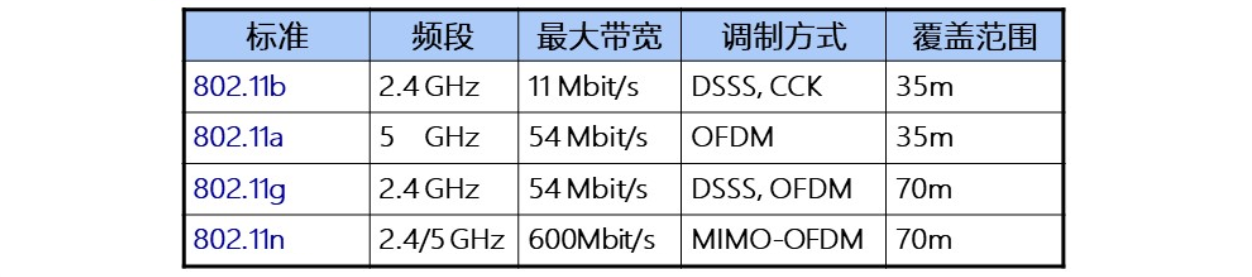 标准 频段 最大带宽 调制方式 覆盖范围
802.11b 2.4 GHz 11 Mbit/s DSSS, CCK 35m
802.11a 5 GHz 54 Mbit/s OFDM 35m
802.11g 2.4 GHz 54 Mbit/s DSSS, OFDM 70m
802.11n 2.4/5 GHz 600Mbit/s MIMO-OFDM 70m